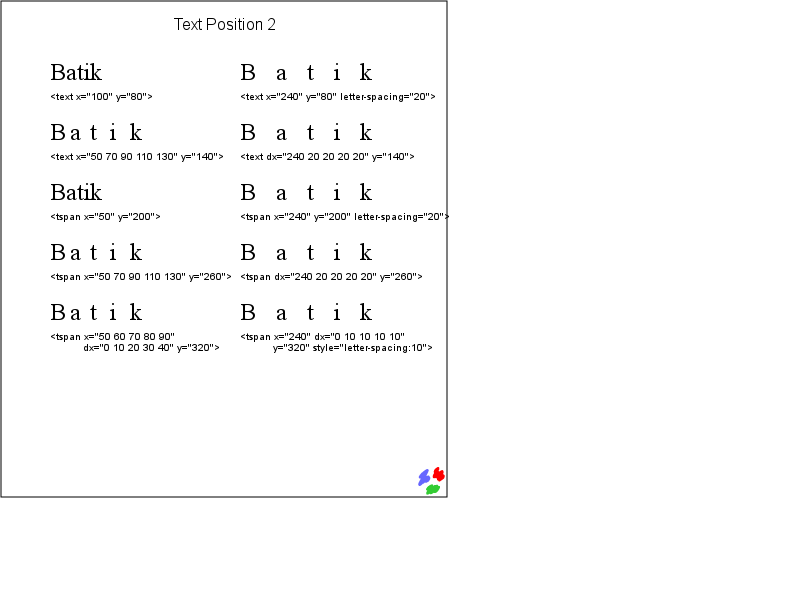 Text Position 2
Batik
B a t i k
<text x="100" y="80">
<text x="240" y="80" letter-spacing="20">
B a t i k
B a t i k
<text x="50 70 90 110 130" y="140">
<text dx="240 20 20 20 20" y="140">
Batik
B a t i k
<tspan x="50" y="200">
<tspan x="240" y="200" letter-spacing="20">
B a t i k
B a t i k
<tspan x="50 70 90 110 130" y="260">
<tspan dx="240 20 20 20 20" y="260">
B a t i k
B a t i k
<tspan x="50 60 70 80 90"
dx="0 10 20 30 40" y="320">
<tspan x="240" dx="0 10 10 10 10"
y="320" style="letter-spacing:10">